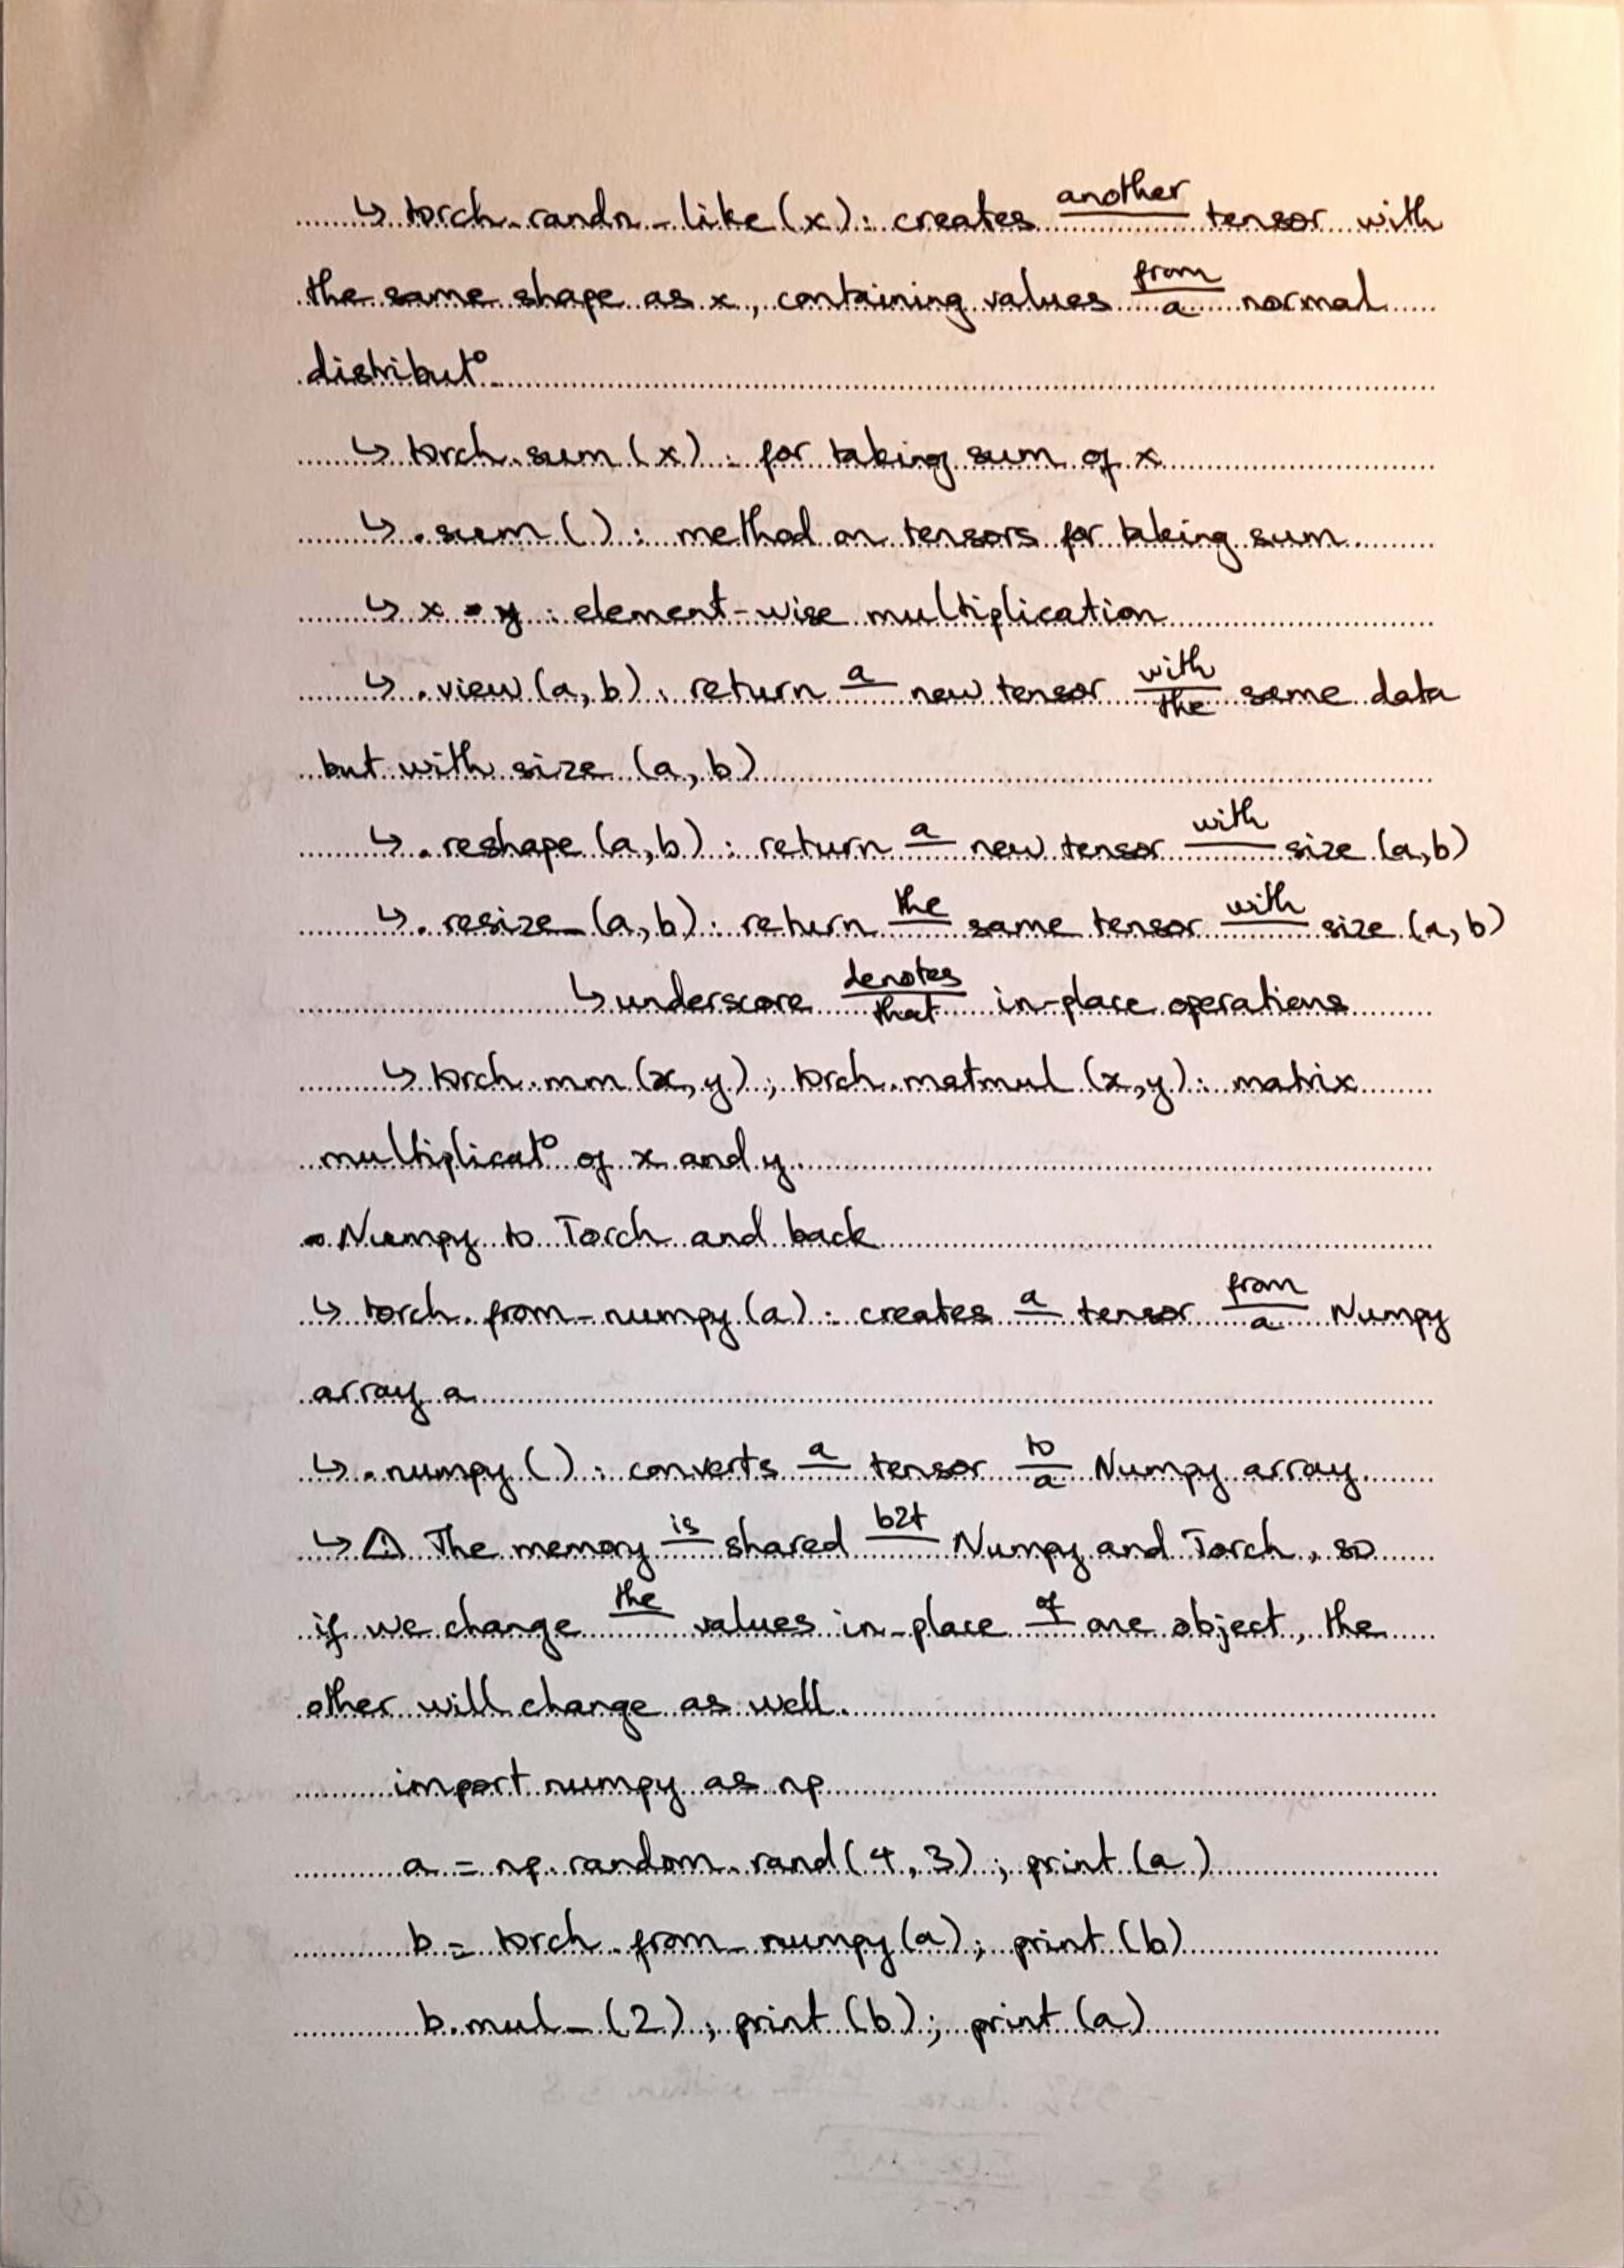 ↳ torch.randn_like(x): creates another tensor with
the same shape as x, containing values from a normal
distribut°
↳ torch.sum(x): for taking sum of x
↳ .sum(): method on tensors for taking sum
↳ x * y : element-wise multiplication
↳ .view(a,b): return a new tensor with the same data
but with size (a,b)
↳ .reshape(a,b): return a new tensor with size (a,b)
↳ .resize_(a,b): return the same tensor with size (a,b)
↳ underscore denotes that in-place operations
↳ torch.mm(x,y); torch.matmul(x,y): matrix
multiplicat° of x and y
- Numpy to Torch and back
↳ torch.from_numpy(a): creates a tensor from a Numpy
array a
↳ .numpy(): converts a tensor to a Numpy array
↳ ⚠ The memory is shared b2t Numpy and Torch, so
if we change the values in-place of one object, the
other will change as well.
import numpy as np
a = np.random.rand(4,3); print(a)
b = torch.from_numpy(a); print(b)
b.mul_(2); print(b); print(a)